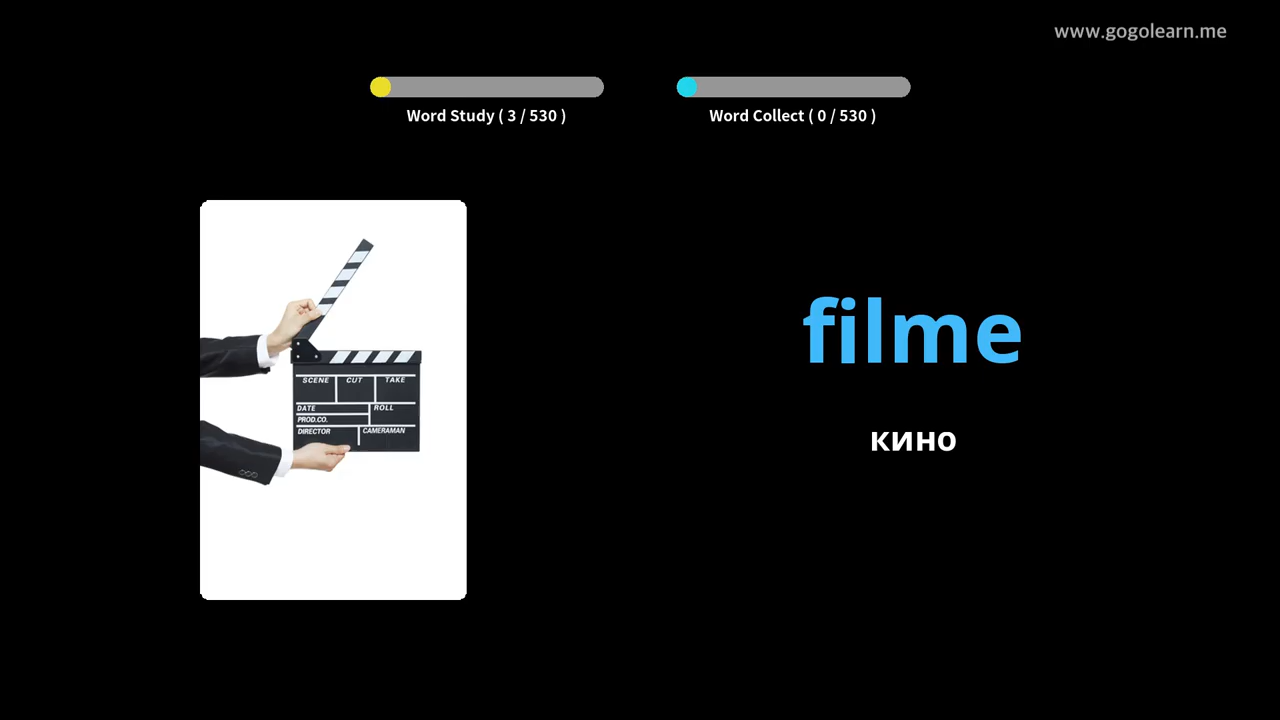 www.gogolearn.me
Word Study ( 3 / 530 )
Word Collect ( 0 / 530 )
SCENE CUT TAKE
DATE ROLL
PROD.CO.
DIRECTOR CAMERAMAN
filme
кино